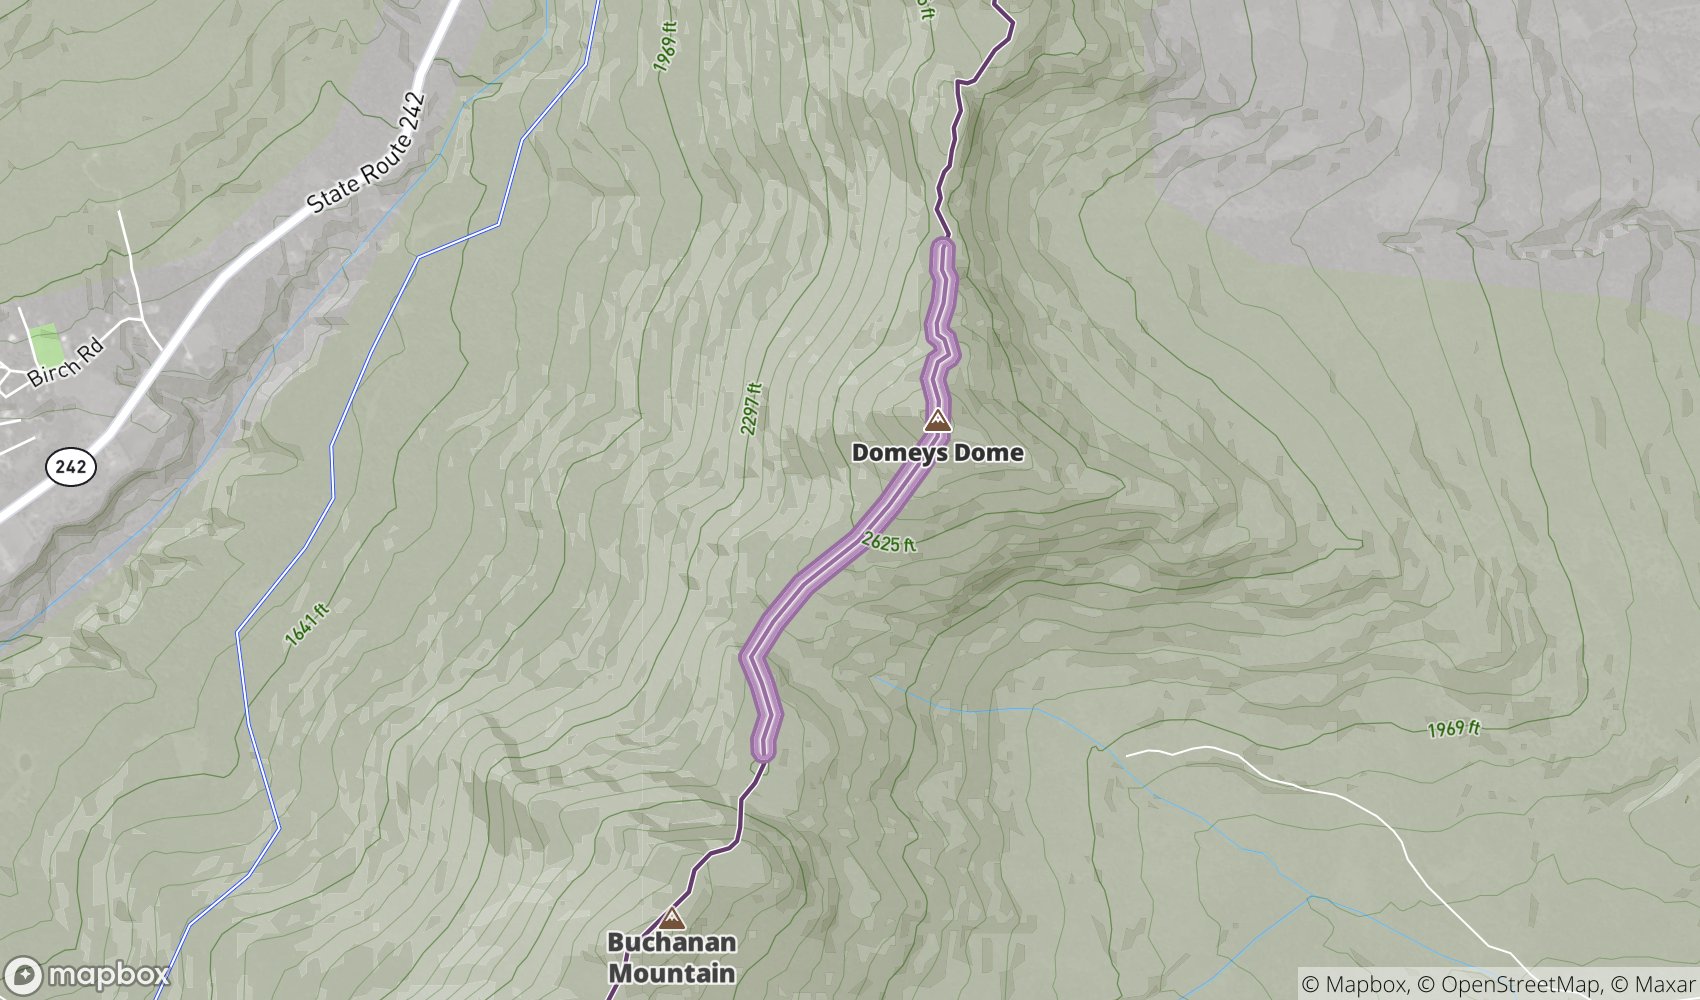 1969 ft
State Route 242
Birch Rd
242
2297 ft
Domeys Dome
2625 ft
1641 ft
1969 ft
Buchanan
Mountain
mapbox
© Mapbox, © OpenStreetMap, © Maxar